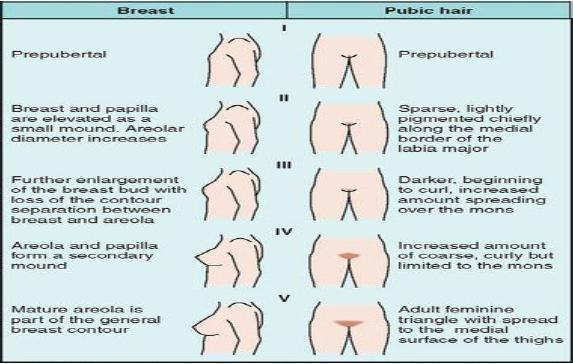 Breast
Pubic hair
I
Prepubertal
Prepubertal
II
Breast and papilla
are elevated as a
small mound. Areolar
diameter increases
Sparse, lightly
pigmented chiefly
along the medial
border of the
labia major
III
Further enlargement
of the breast bud with
loss of the contour
separation between
breast and areola
Darker, beginning
to curl, increased
amount spreading
over the mons
IV
Areola and papilla
form a secondary
mound
Increased amount
of coarse, curly but
limited to the mons
V
Mature areola is
part of the general
breast contour
Adult feminine
triangle with spread
to the medial
surface of the thighs